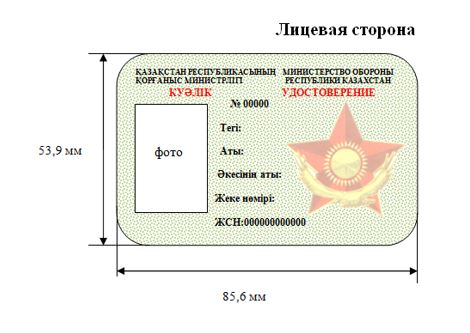 Лицевая сторона
ҚАЗАҚСТАН РЕСПУБЛИКАСЫНЫҢ
ҚОРҒАНЫС МИНИСТРЛІГІ
КУӘЛІК
МИНИСТЕРСТВО ОБОРОНЫ
РЕСПУБЛИКИ КАЗАХСТАН
УДОСТОВЕРЕНИЕ
№ 00000
фото
Тегі:
Аты:
Әкесінің аты:
Жеке нөмірі:
ЖСН:000000000000
53,9 мм
85,6 мм